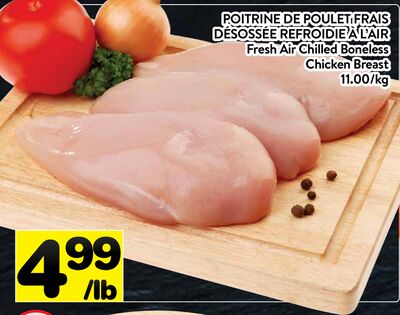 POITRINE DE POULET FRAIS
DÉSOSSÉE REFROIDIE À L'AIR
Fresh Air Chilled Boneless
Chicken Breast
11.00/kg
4.99
/lb